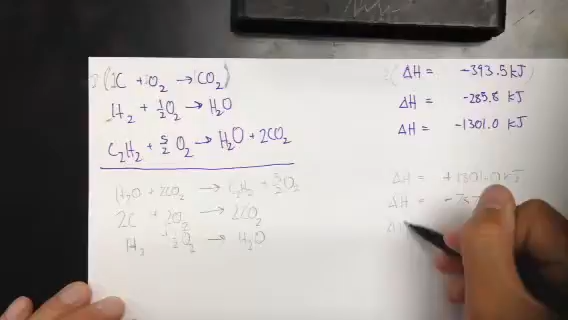 (1C + 1O₂ → CO₂) ΔH = -393.5 kJ
H₂ + ½O₂ → H₂O ΔH = -285.8 kJ
C₂H₂ + 5/2 O₂ → H₂O + 2CO₂ ΔH = -1301.0 kJ
H₂O + 2CO₂ → C₂H₂ + 5/2 O₂ ΔH = +1301.0 kJ
2C + 2O₂ → 2CO₂ ΔH =
H₂ + ½O₂ → H₂O